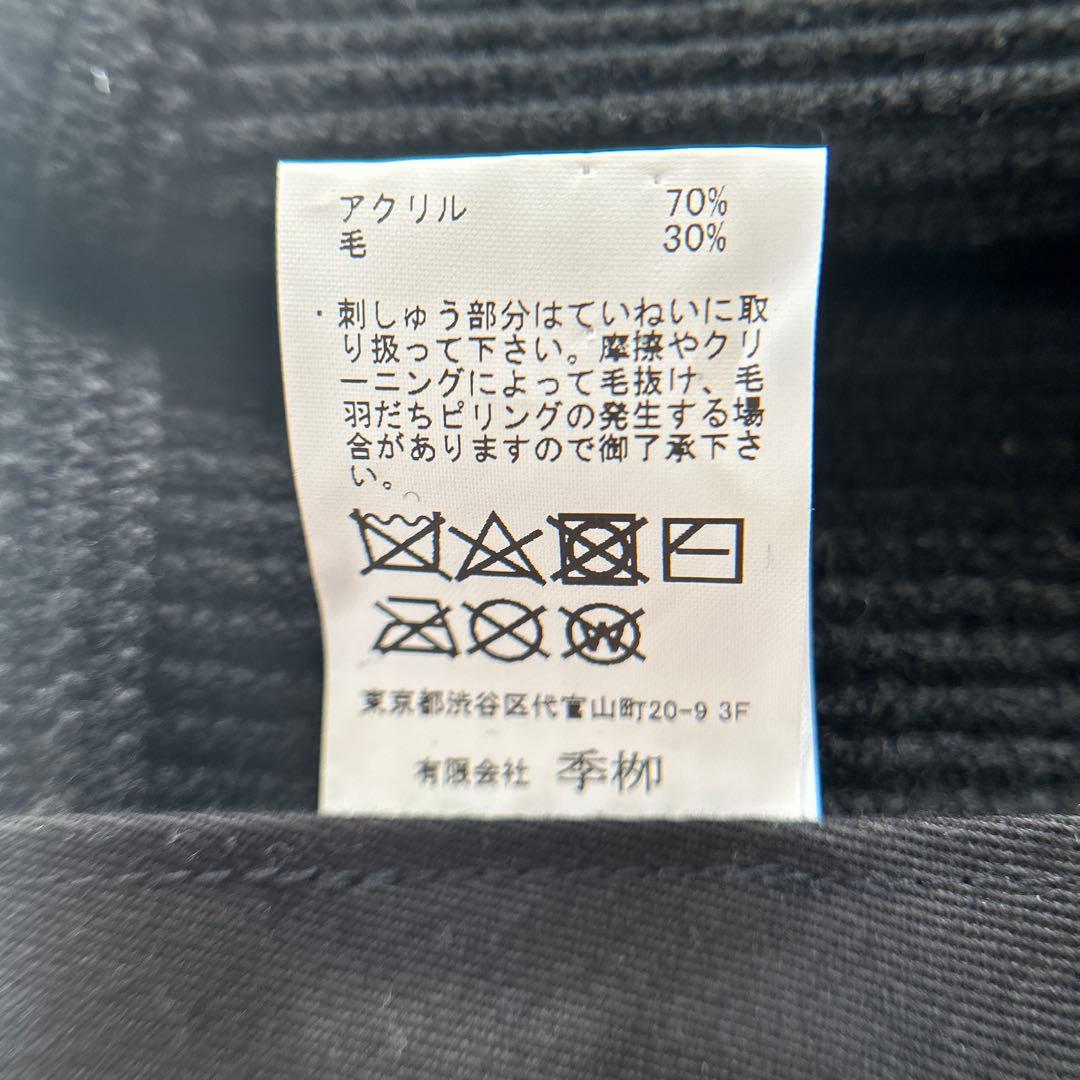 アクリル 70%
毛 30%
・刺しゅう部分はていねいに取
り扱って下さい。摩擦やクリ
ーニングによって毛抜け、毛
羽だちピリングの発生する場
合がありますので御了承下さ
い。
W
東京都渋谷区代官山町20-9 3F
有限会社 季栁